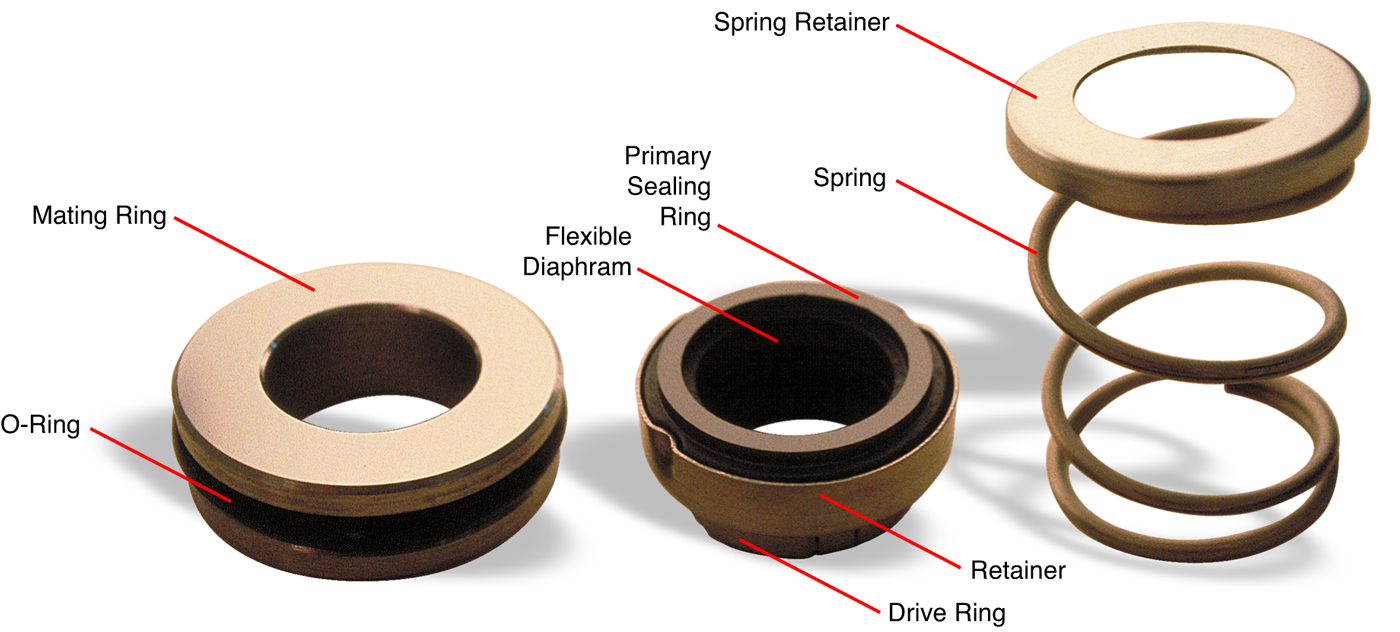 Spring Retainer
Primary
Sealing
Ring
Spring
Mating Ring
Flexible
Diaphram
O-Ring
Retainer
Drive Ring